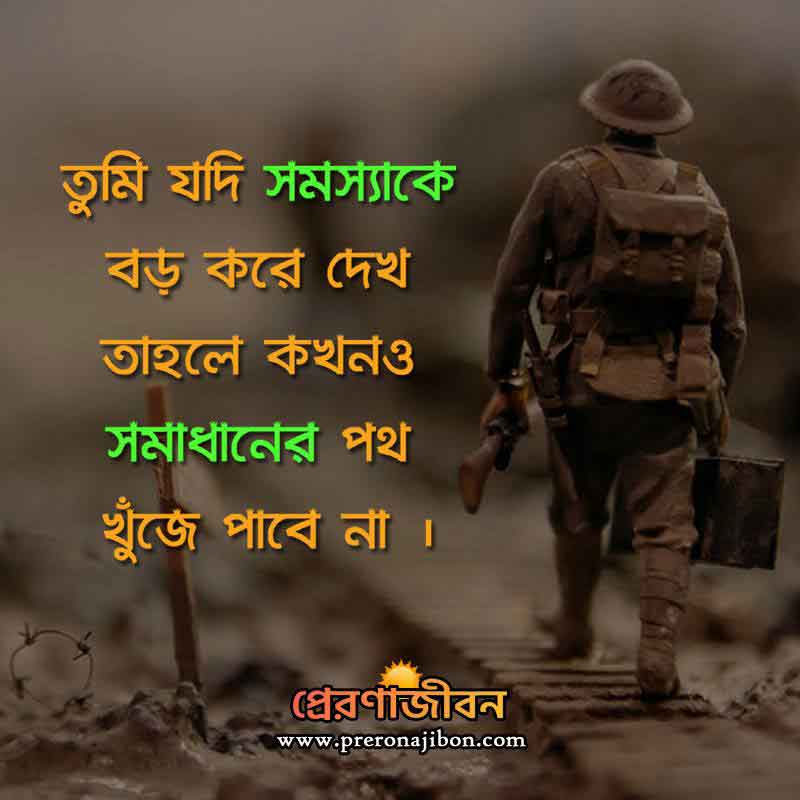 তুমি যদি সমস্যাকে
বড় করে দেখ
তাহলে কখনও
সমাধানের পথ
খুঁজে পাবে না ।
প্রেরণাজীবন
www.preronajibon.com